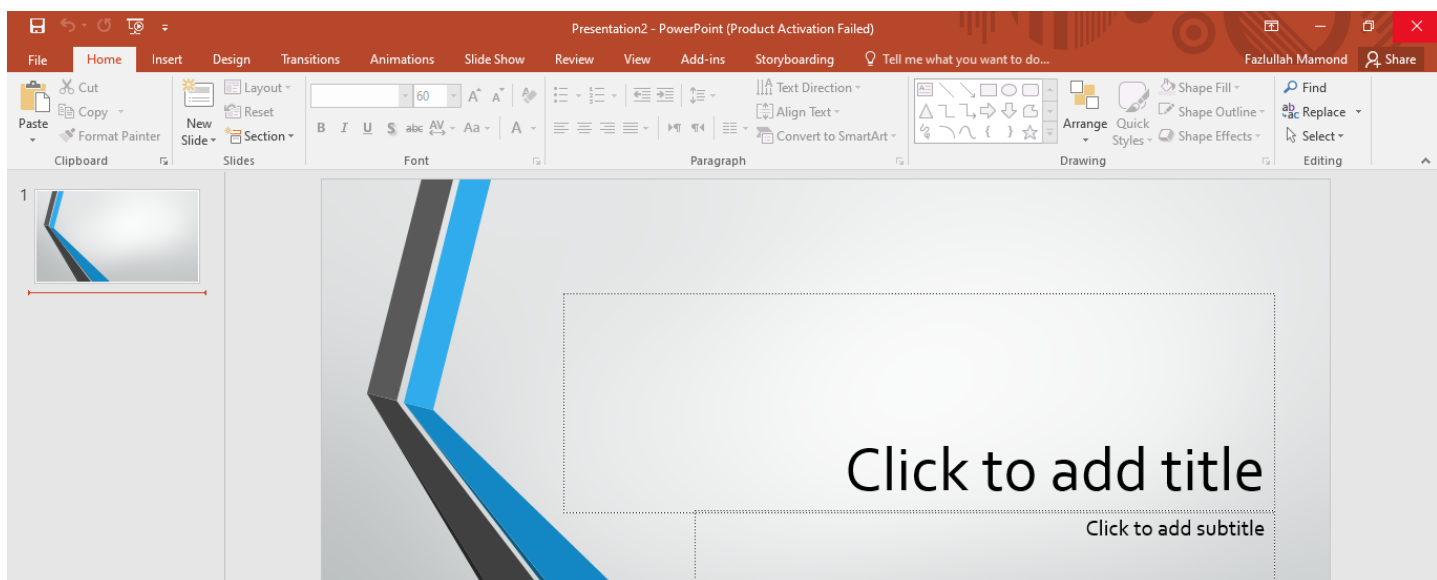 Presentation2 - PowerPoint (Product Activation Failed)
File Home Insert Design Transitions Animations Slide Show Review View Add-ins Storyboarding Tell me what you want to do... Fazlullah Mamond Share
Paste
Cut
Copy
Format Painter
Clipboard
New
Slide
Layout
Reset
Section
Slides
60 A A
B I U S abc AV Aa A
Font
Text Direction
Align Text
Convert to SmartArt
Paragraph
Arrange
Quick
Styles
Shape Fill
Shape Outline
Shape Effects
Drawing
Find
Replace
Select
Editing
1
Click to add title
Click to add subtitle